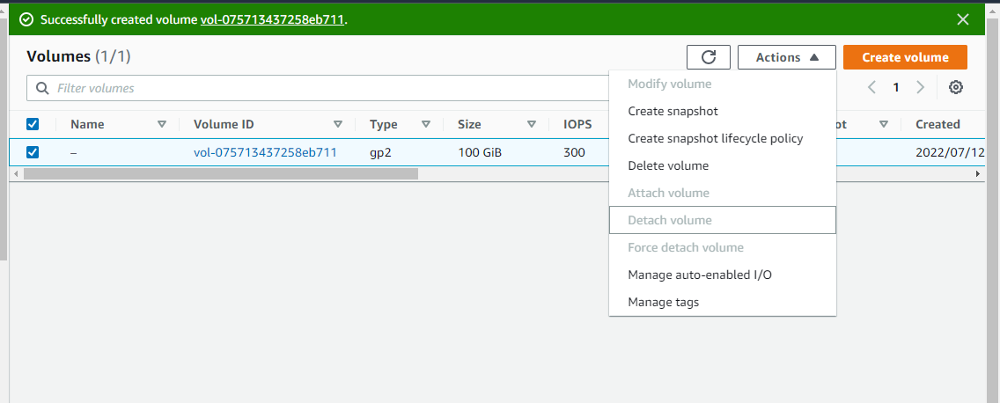 Successfully created volume vol-075713437258eb711.
Volumes (1/1)
Actions
Create volume
Filter volumes
1
Name
Volume ID
Type
Size
IOPS
ot
Created
–
vol-075713437258eb711
gp2
100 GiB
300
2022/07/12
Modify volume
Create snapshot
Create snapshot lifecycle policy
Delete volume
Attach volume
Detach volume
Force detach volume
Manage auto-enabled I/O
Manage tags